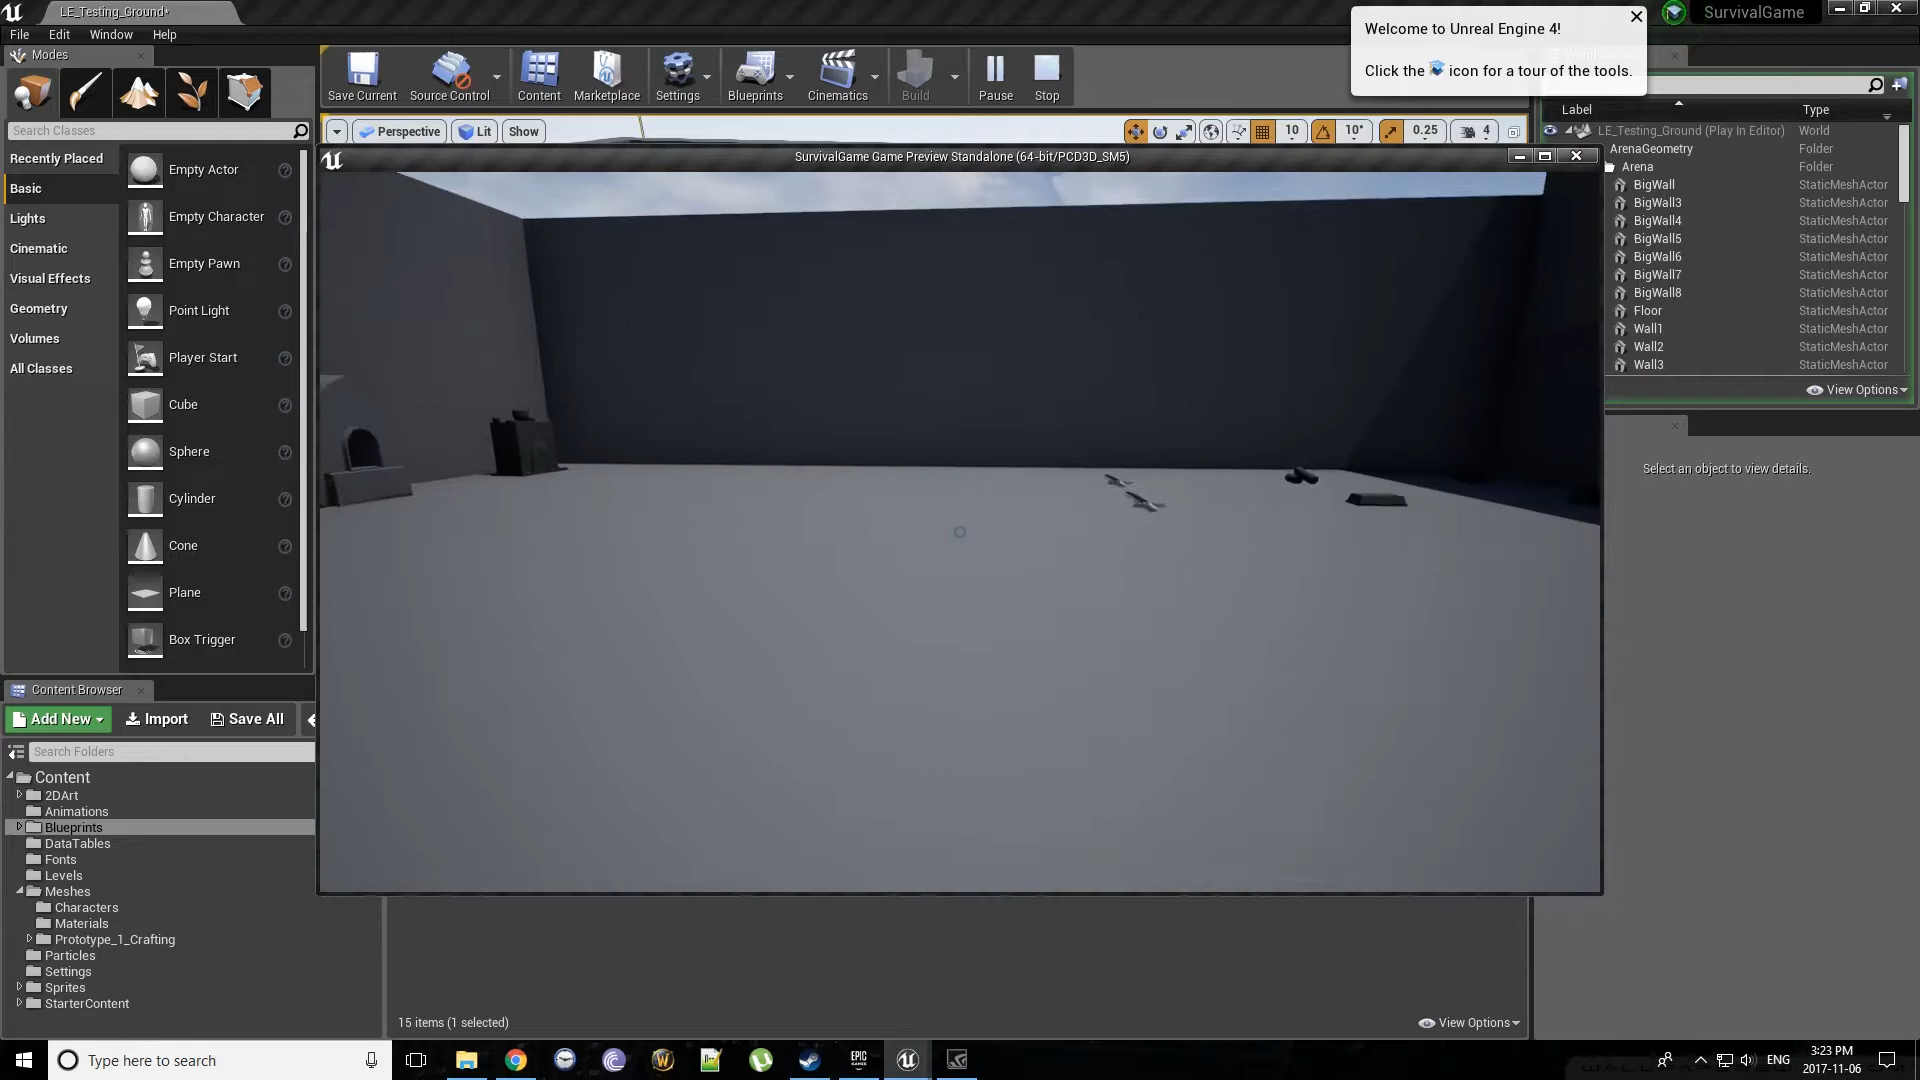 LE_Testing_Ground*
SurvivalGame
Welcome to Unreal Engine 4!
Click the icon for a tour of the tools.
File Edit Window Help
Modes
Save Current
Source Control
Content
Marketplace
Settings
Blueprints
Cinematics
Build
Pause
Stop
Search Classes
Perspective
Lit
Show
10
10°
0.25
4
SurvivalGame Game Preview Standalone (64-bit/PCD3D_SM5)
Recently Placed
Basic
Lights
Cinematic
Visual Effects
Geometry
Volumes
All Classes
Empty Actor
Empty Character
Empty Pawn
Point Light
Player Start
Cube
Sphere
Cylinder
Cone
Plane
Box Trigger
Label
Type
LE_Testing_Ground (Play In Editor) World
ArenaGeometry Folder
Arena Folder
BigWall StaticMeshActor
BigWall3 StaticMeshActor
BigWall4 StaticMeshActor
BigWall5 StaticMeshActor
BigWall6 StaticMeshActor
BigWall7 StaticMeshActor
BigWall8 StaticMeshActor
Floor StaticMeshActor
Wall1 StaticMeshActor
Wall2 StaticMeshActor
Wall3 StaticMeshActor
View Options
Select an object to view details.
Content Browser
Add New
Import
Save All
Search Folders
Content
2DArt
Animations
Blueprints
DataTables
Fonts
Levels
Meshes
Characters
Materials
Prototype_1_Crafting
Particles
Settings
Sprites
StarterContent
15 items (1 selected)
View Options
Type here to search
EPIC
GAMES
ENG
3:23 PM
2017-11-06